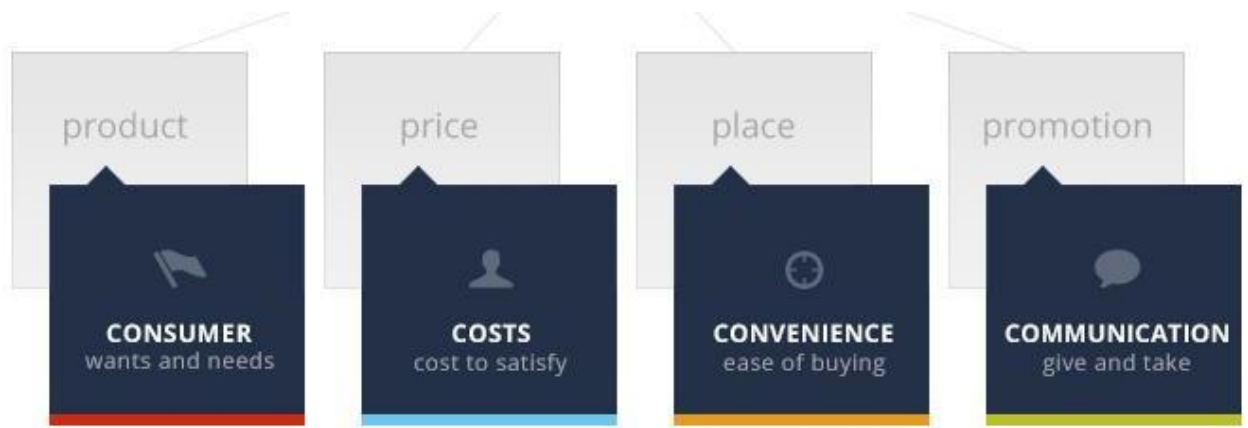 product
price
place
promotion
CONSUMER
wants and needs
COSTS
cost to satisfy
CONVENIENCE
ease of buying
COMMUNICATION
give and take